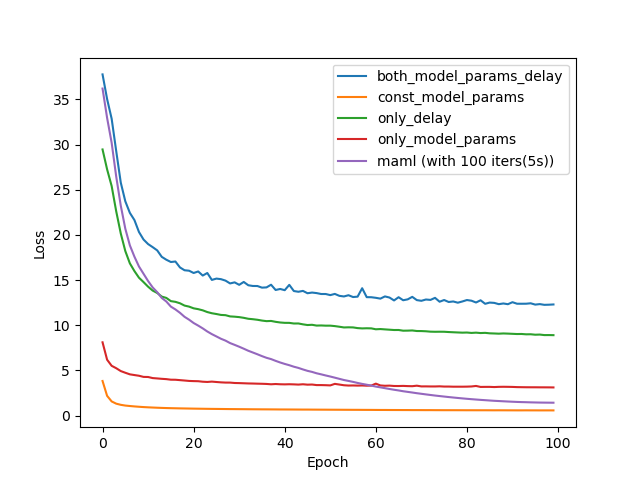 both_model_params_delay
const_model_params
only_delay
only_model_params
maml (with 100 iters(5s))
35
30
25
20
15
10
5
0
Loss
0 20 40 60 80 100
Epoch